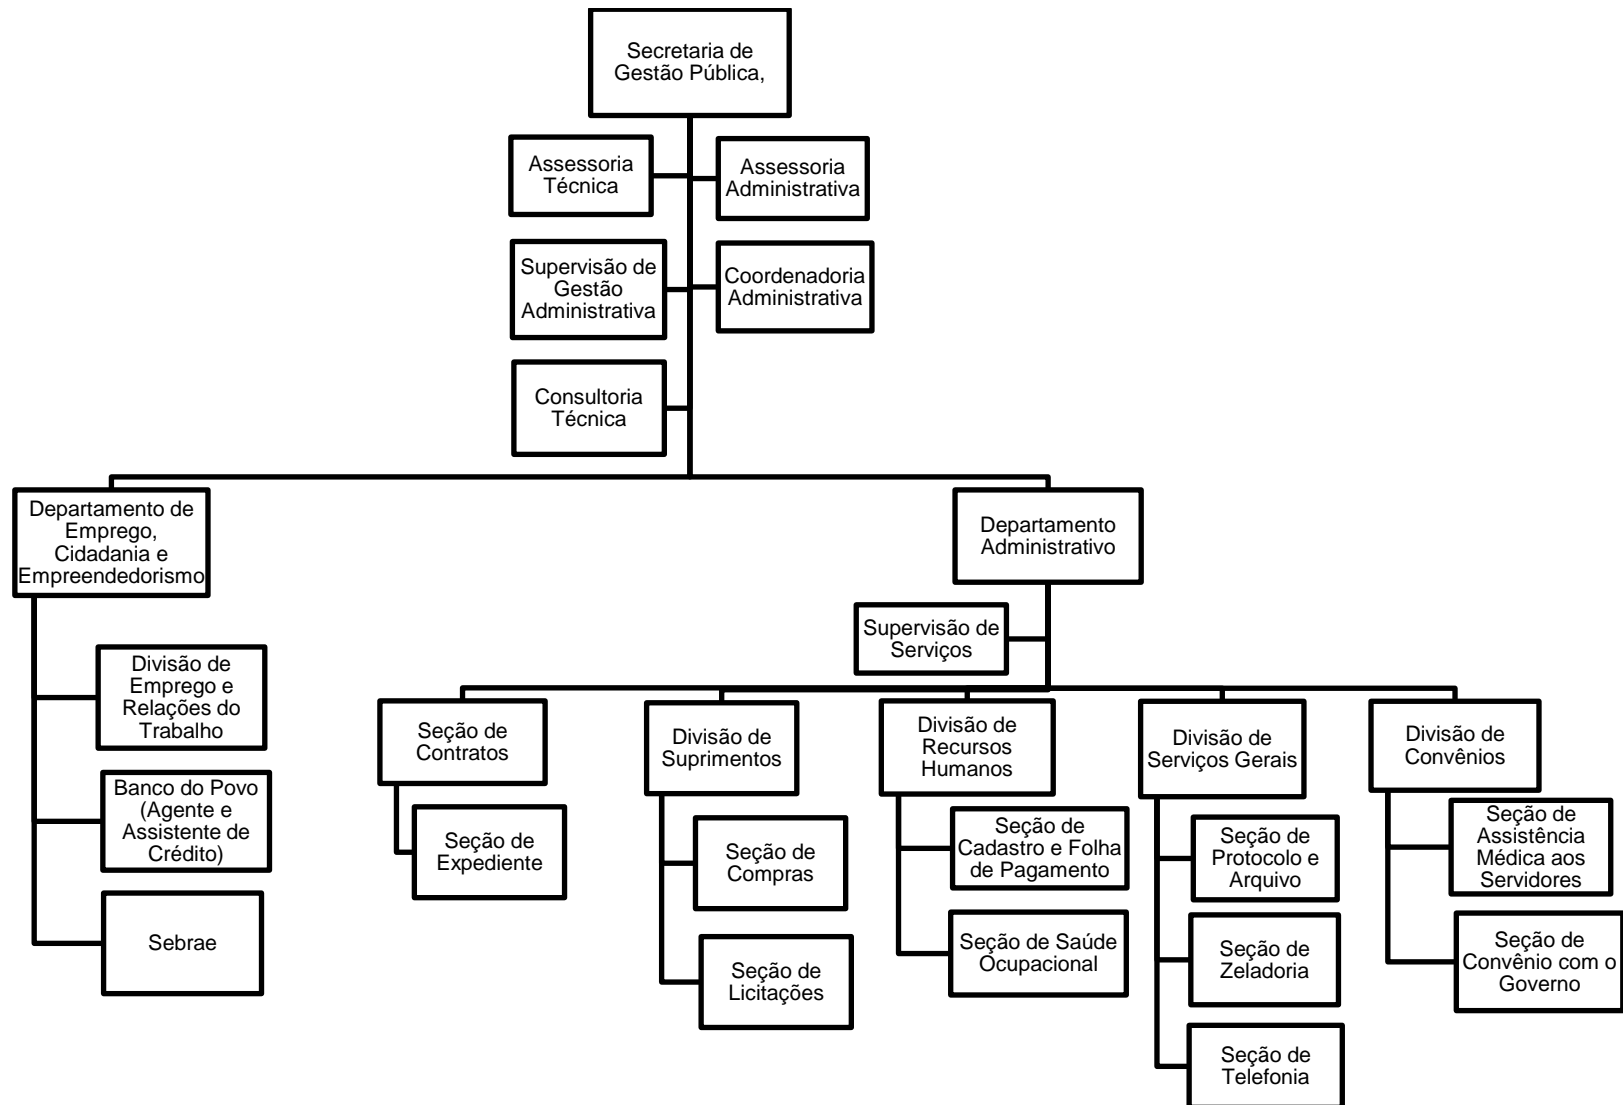 Secretaria de
Gestão Pública,
Assessoria
Técnica
Assessoria
Administrativa
Supervisão de
Gestão
Administrativa
Coordenadoria
Administrativa
Consultoria
Técnica
Departamento de
Emprego,
Cidadania e
Empreendedorismo
Departamento
Administrativo
Supervisão de
Serviços
Divisão de
Emprego e
Relações do
Trabalho
Banco do Povo
(Agente e
Assistente de
Crédito)
Sebrae
Seção de
Contratos
Seção de
Expediente
Divisão de
Suprimentos
Seção de
Compras
Seção de
Licitações
Divisão de
Recursos
Humanos
Seção de
Cadastro e Folha
de Pagamento
Seção de Saúde
Ocupacional
Divisão de
Serviços Gerais
Seção de
Protocolo e
Arquivo
Seção de
Zeladoria
Seção de
Telefonia
Divisão de
Convênios
Seção de
Assistência
Médica aos
Servidores
Seção de
Convênio com o
Governo